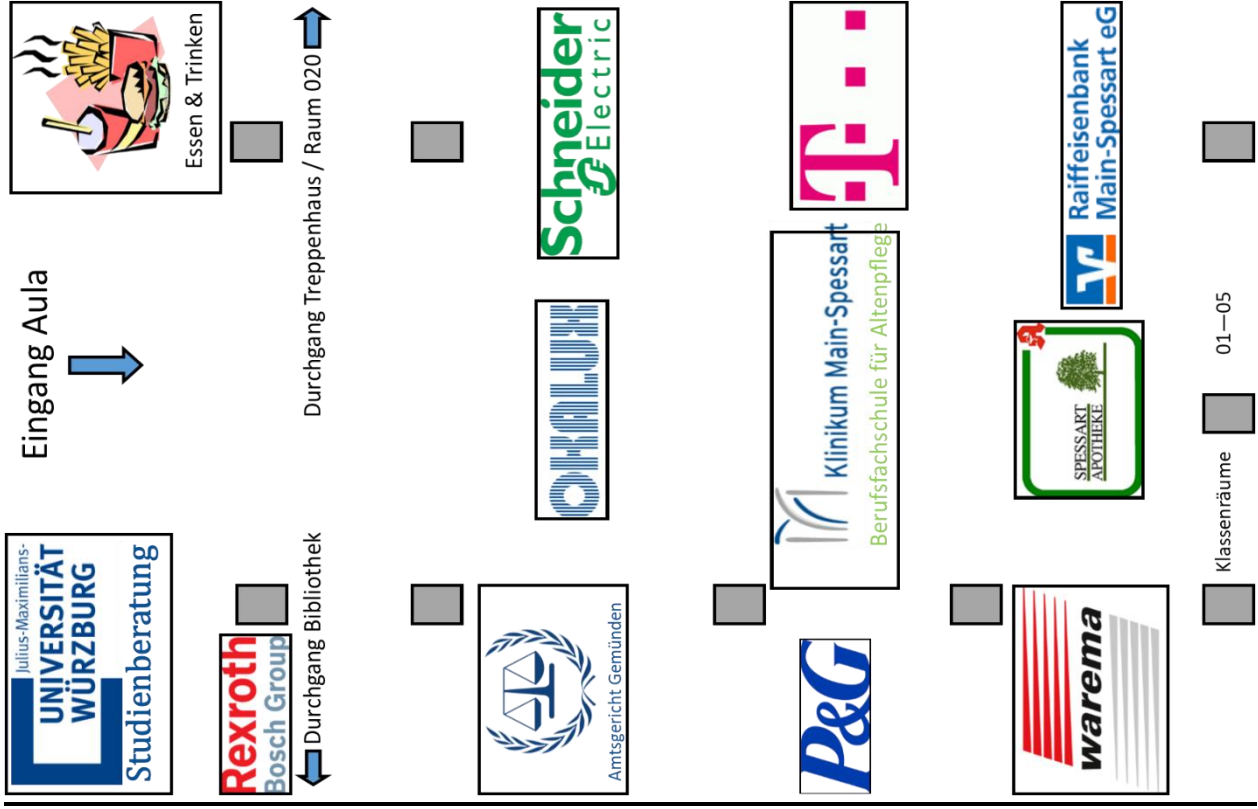 Eingang Aula
Julius-Maximilians-
UNIVERSITÄT
WÜRZBURG
Studienberatung
Essen & Trinken
Rexroth
Bosch Group
Durchgang Bibliothek
Durchgang Treppenhaus / Raum 020
Amtsgericht Gemünden
OKALUX
Schneider
Electric
P&G
Klinikum Main-Spessart
Berufsfachschule für Altenpflege
T
warema
SPESSART
APOTHEKE
Raiffeisenbank
Main-Spessart eG
Klassenräume
01—05